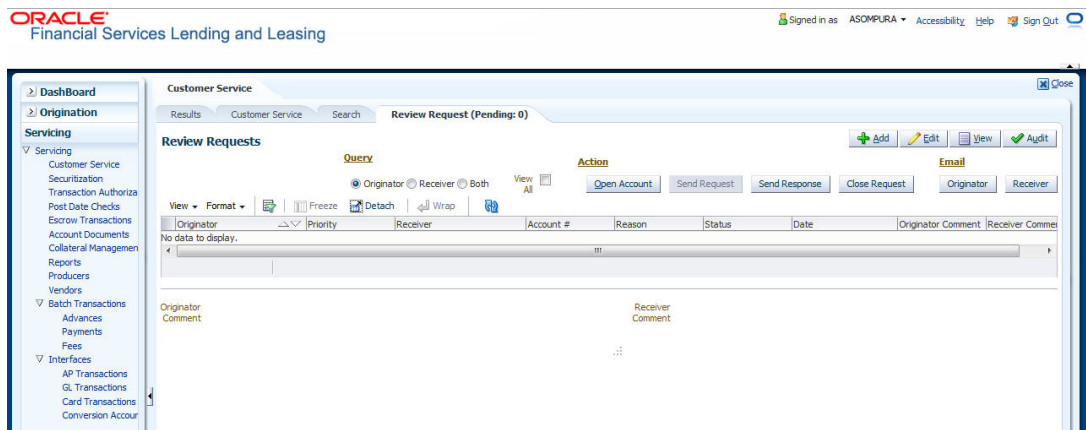 ORACLE
Financial Services Lending and Leasing
Signed in as ASOMPURA Accessibility Help Sign Out
Close
DashBoard
Origination
Servicing
Servicing
Customer Service
Securitization
Transaction Authoriza
Post Date Checks
Escrow Transactions
Account Documents
Collateral Managemen
Reports
Producers
Vendors
Batch Transactions
Advances
Payments
Fees
Interfaces
AP Transactions
GL Transactions
Card Transactions
Conversion Accour
Customer Service
Results Customer Service Search Review Request (Pending: 0)
Review Requests
Add Edit View Audit
Query
Originator Receiver Both
View All
Action
Open Account Send Request Send Response Close Request
Email
Originator Receiver
View Format Freeze Detach Wrap
Originator Priority Receiver Account # Reason Status Date Originator Comment Receiver Commer
No data to display.
Originator
Comment
Receiver
Comment